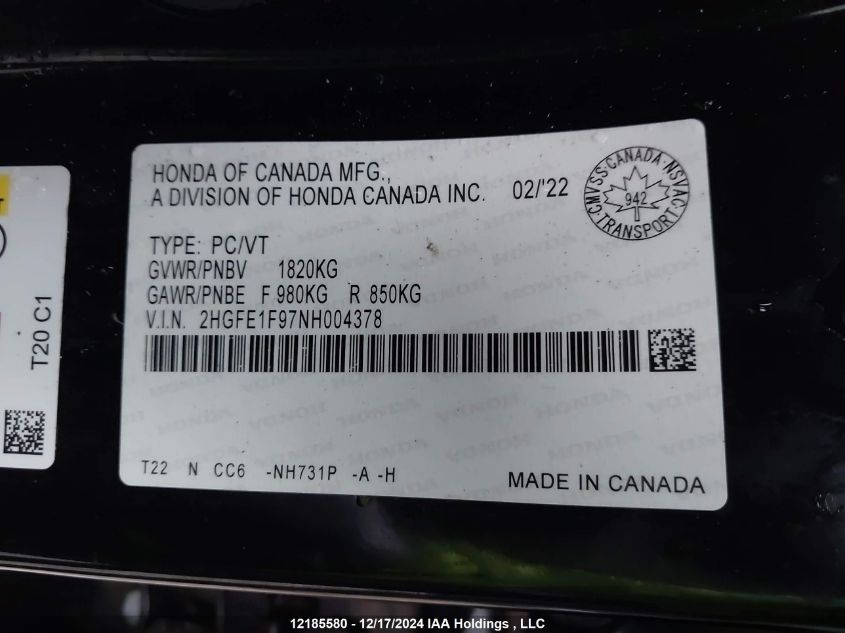 HONDA OF CANADA MFG.,
A DIVISION OF HONDA CANADA INC. 02/'22
CMVSS·CANADA·NSVAC·TRANSPORT
942
TYPE: PC/VT
GVWR/PNBV 1820KG
GAWR/PNBE F 980KG R 850KG
V.I.N. 2HGFE1F97NH004378
T22 N CC6 -NH731P -A -H
MADE IN CANADA
T20 C1
12185580 - 12/17/2024 IAA Holdings , LLC